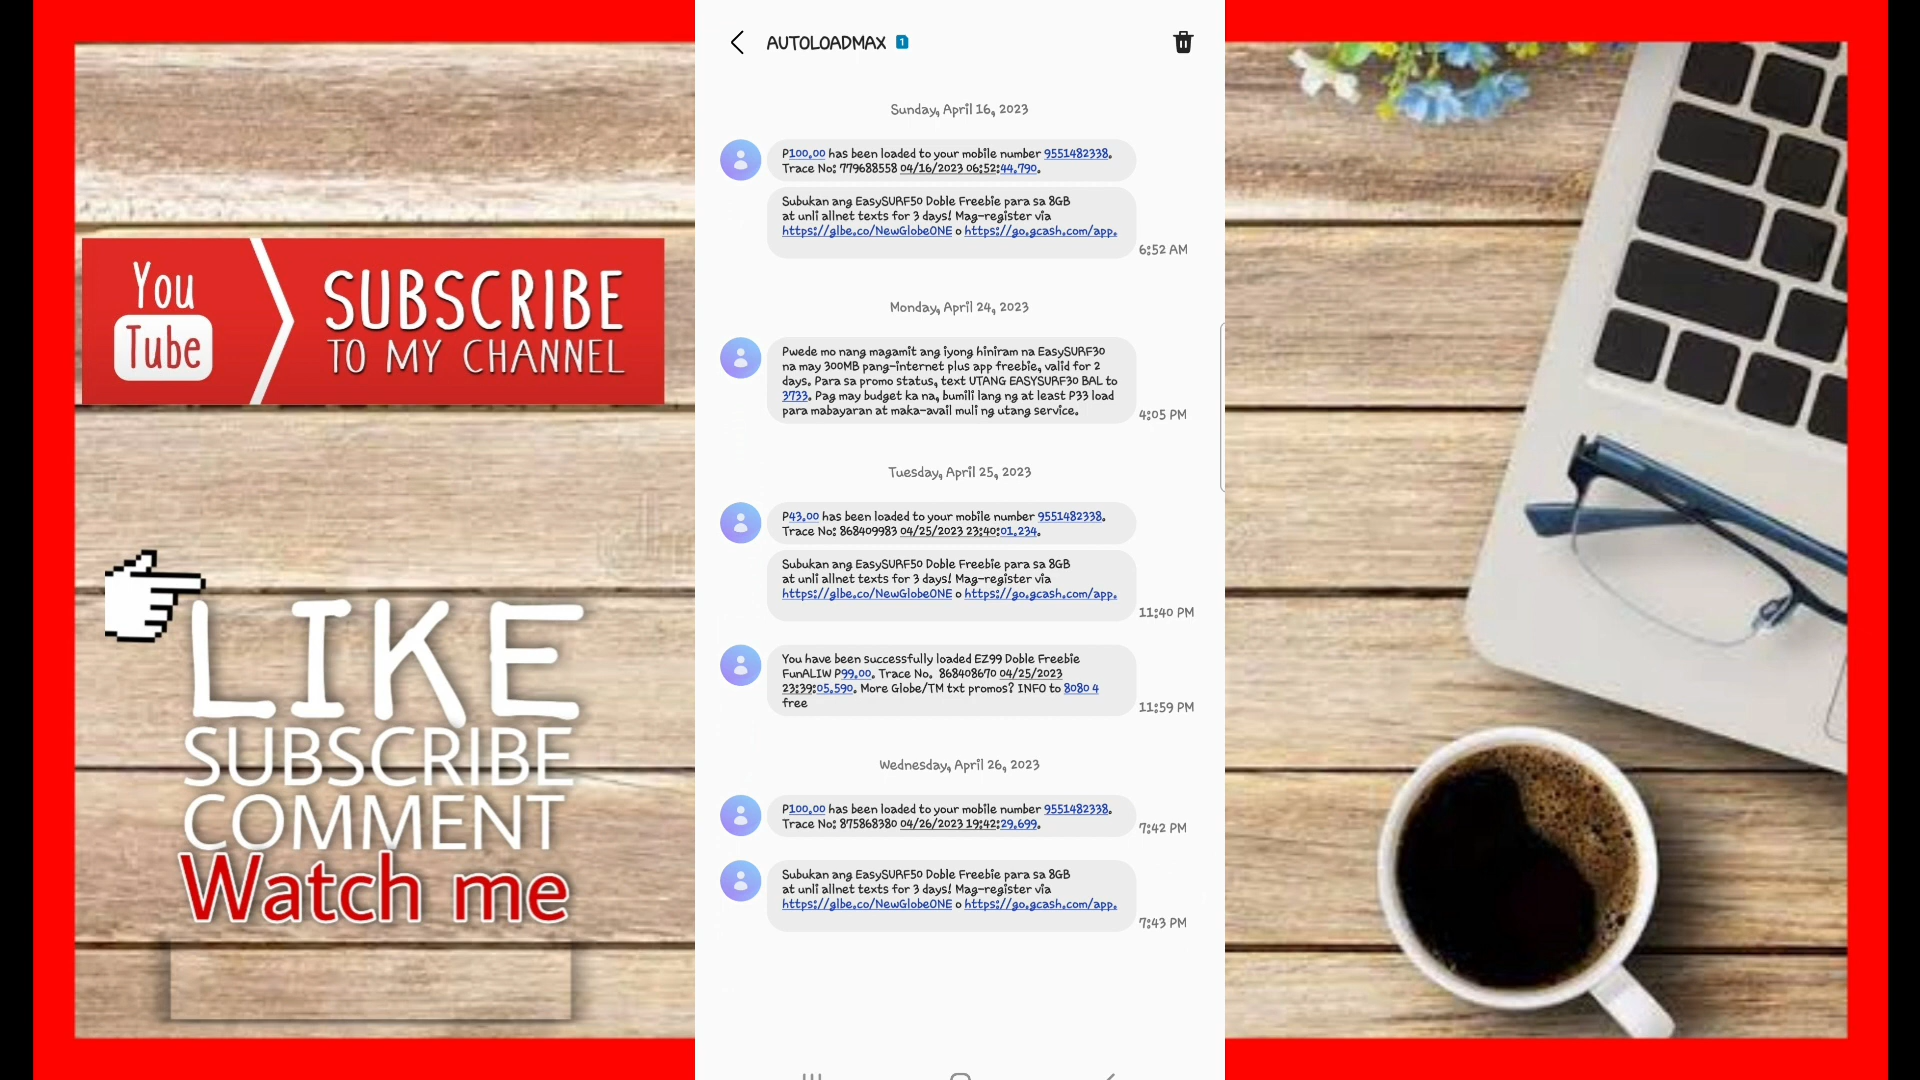 You
Tube
SUBSCRIBE
TO MY CHANNEL
LIKE
SUBSCRIBE
COMMENT
Watch me
AUTOLOADMAX 1
Sunday, April 16, 2023
P100.00 has been loaded to your mobile number 9551482338.
Trace No: 779688558 04/16/2023 06:52:44.790.
Subukan ang EasySURF50 Doble Freebie para sa 8GB
at unli allnet texts for 3 days! Mag-register via
https://glbe.co/NewGlobeONE o https://go.gcash.com/app.
6:52 AM
Monday, April 24, 2023
Pwede mo nang magamit ang iyong hiniram na EasySURF30
na may 300MB pang-internet plus app freebie, valid for 2
days. Para sa promo status, text UTANG EASYSURF30 BAL to
3733. Pag may budget ka na, bumili lang ng at least P33 load
para mabayaran at maka-avail muli ng utang service.
4:05 PM
Tuesday, April 25, 2023
P43.00 has been loaded to your mobile number 9551482338.
Trace No: 868409983 04/25/2023 23:40:01.234.
Subukan ang EasySURF50 Doble Freebie para sa 8GB
at unli allnet texts for 3 days! Mag-register via
https://glbe.co/NewGlobeONE o https://go.gcash.com/app.
11:40 PM
You have been successfully loaded EZ99 Doble Freebie
FunALIW P99.00. Trace No. 868408670 04/25/2023
23:39:05.590. More Globe/TM txt promos? INFO to 8080 4
free
11:59 PM
Wednesday, April 26, 2023
P100.00 has been loaded to your mobile number 9551482338.
Trace No: 875868380 04/26/2023 19:42:29.699.
7:42 PM
Subukan ang EasySURF50 Doble Freebie para sa 8GB
at unli allnet texts for 3 days! Mag-register via
https://glbe.co/NewGlobeONE o https://go.gcash.com/app.
7:43 PM